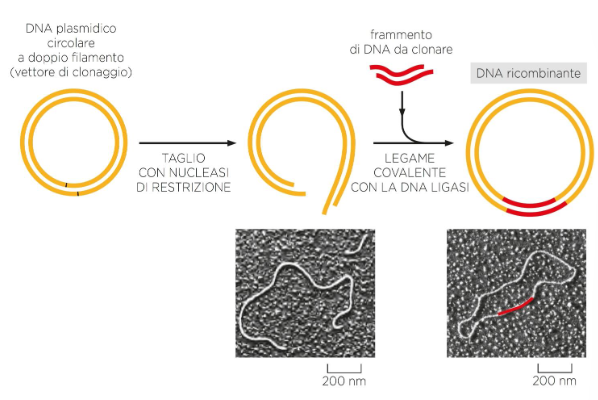 DNA plasmidico
circolare
a doppio filamento
(vettore di clonaggio)
TAGLIO
CON NUCLEASI
DI RESTRIZIONE
frammento
di DNA da clonare
LEGAME
COVALENTE
CON LA DNA LIGASI
DNA ricombinante
200 nm
200 nm